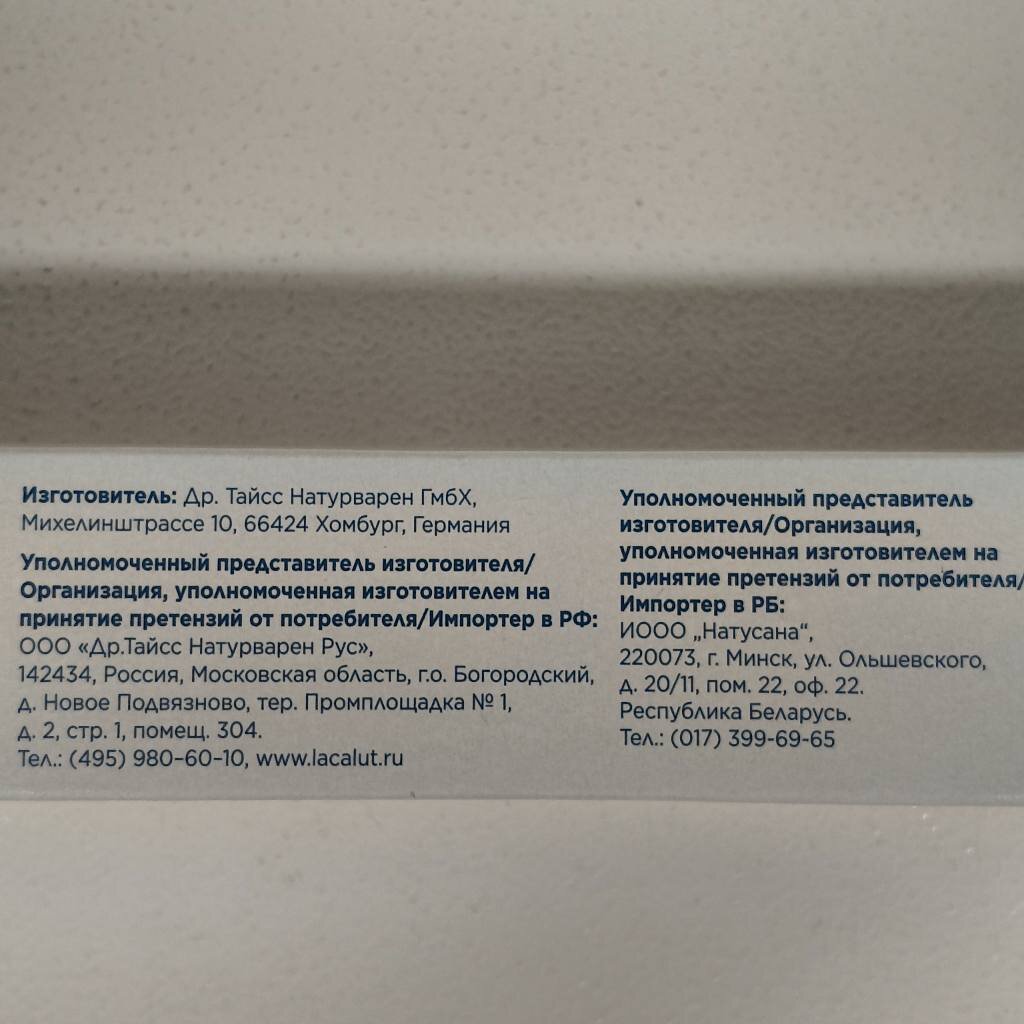 Изготовитель: Др. Тайсс Натурварен ГмбХ,
Михелинштрассе 10, 66424 Хомбург, Германия
Уполномоченный представитель изготовителя/
Организация, уполномоченная изготовителем на
принятие претензий от потребителя/Импортер в РФ:
ООО «Др.Тайсс Натурварен Рус»,
142434, Россия, Московская область, г.о. Богородский,
д. Новое Подвязново, тер. Промплощадка № 1,
д. 2, стр. 1, помещ. 304.
Тел.: (495) 980-60-10, www.lacalut.ru
Уполномоченный представитель
изготовителя/Организация,
уполномоченная изготовителем на
принятие претензий от потребителя/
Импортер в РБ:
ИООО „Натусана“,
220073, г. Минск, ул. Ольшевского,
д. 20/11, пом. 22, оф. 22.
Республика Беларусь.
Тел.: (017) 399-69-65